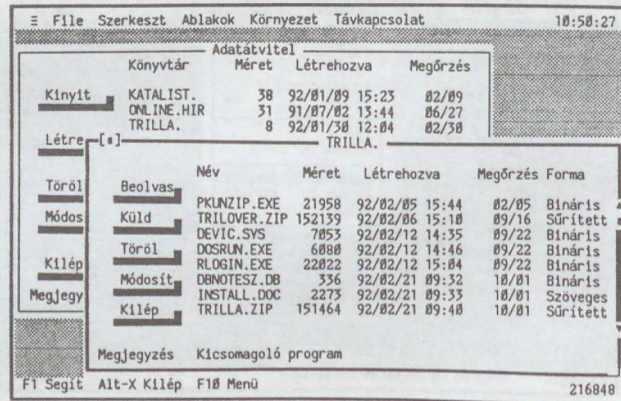 ≡ File Szerkeszt Ablakok Környezet Távkapcsolat 10:50:27
Adatátvitel
Könyvtár Méret Létrehozva Megőrzés
Kinyit KATALIST. 38 92/01/09 15:23 02/09
ONLINE.HIR 31 91/07/02 13:44 06/27
TRILLA. 8 92/01/30 12:04 02/30
Létre
TRILLA.
Név Méret Létrehozva Megőrzés Forma
Töröl Beolvas
PKUNZIP.EXE 21958 92/02/05 15:44 02/05 Bináris
Módos Küld TRILOVER.ZIP 152139 92/02/06 15:10 09/16 Sűrített
DEVIC.SYS 7053 92/02/12 14:35 09/22 Bináris
Töröl DOSRUN.EXE 6080 92/02/12 14:46 09/22 Bináris
Kilép RLOGIN.EXE 22022 92/02/12 15:04 09/22 Bináris
Módosít DBNOTESZ.DB 336 92/02/21 09:32 10/01 Bináris
Megjegy INSTALL.DOC 2273 92/02/21 09:33 10/01 Szöveges
Kilép TRILLA.ZIP 151464 92/02/21 09:40 10/01 Sűrített
Megjegyzés Kicsomagoló program
F1 Segít Alt-X Kilép F10 Menü 216848